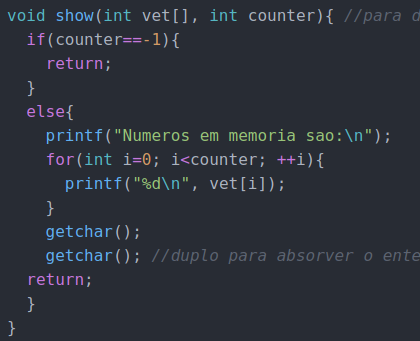 void show(int vet[], int counter){ //para
if(counter==-1){
return;
}
else{
printf("Numeros em memoria sao:\n");
for(int i=0; i<counter; ++i){
printf("%d\n", vet[i]);
}
getchar();
getchar(); //duplo para absorver o
return;
}
}